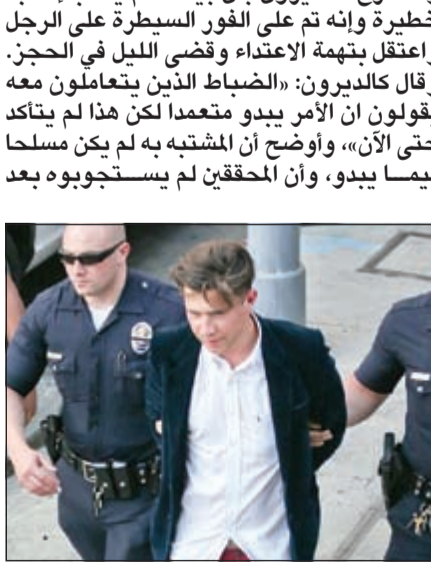 خطيرة وإنه تم على الفور السيطرة على الرجل
واعتقل بتهمة الاعتداء وقضى الليل في الحجز.
وقال كالديرون: «الضباط الذين يتعاملون معه
يقولون ان الأمر يبدو متعمدا لكن هذا لم يتأكد
حتى الآن»، وأوضح أن المشتبه به لم يكن مسلحا
فيما يبدو، وأن المحققين لم يستجوبوه بعد